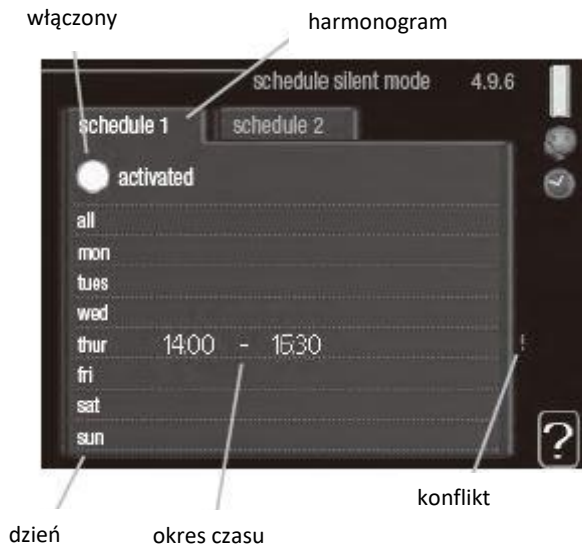 włączony
harmonogram
schedule silent mode 4.9.6
schedule 1 schedule 2
activated
all
mon
tues
wed
thur 14:00 - 15:30 !
fri
sat
sun
?
konflikt
dzień okres czasu